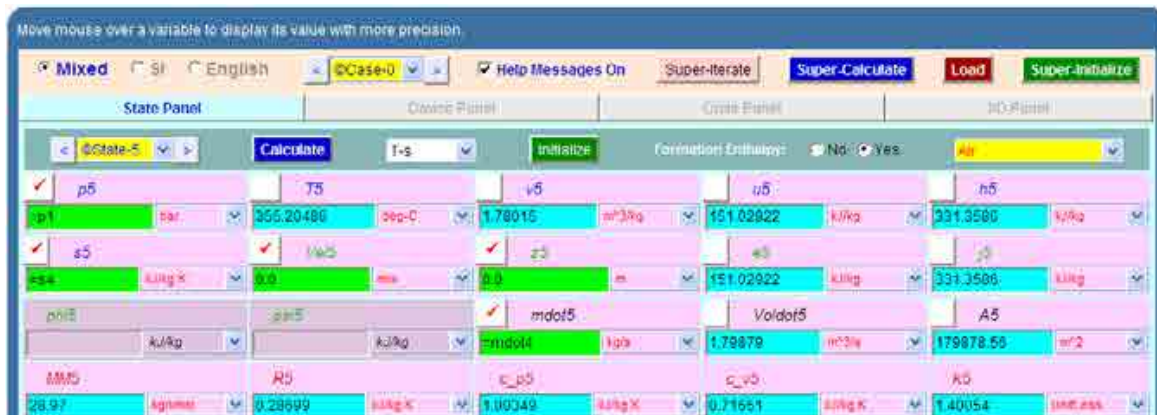 Move mouse over a variable to display its value with more precision.
Mixed SI English < ©Case-0 > Help Messages On Super-Iterate Super-Calculate Load Super-Initialize
State Panel Device Panel Cycle Panel I/O Panel
< ©State-5 > Calculate T-s Initialize Formation Enthalpy: No Yes Air
p5 T5 v5 u5 h5
=p1 bar 355.20486 deg-C 1.78015 m^3/kg 151.02922 kJ/kg 331.3586 kJ/kg
s5 Vel5 z5 e5 j5
=s4 kJ/kg.K 0.0 m/s 0.0 m 151.02922 kJ/kg 331.3586 kJ/kg
phi5 psi5 mdot5 Voldot5 A5
kJ/kg kJ/kg =mdot4 kg/s 1.79879 m^3/s 179878.56 m^2
MM5 R5 c_p5 c_v5 k5
28.97 kg/kmol 0.28699 kJ/kg.K 1.00349 kJ/kg.K 0.71651 kJ/kg.K 1.40054 UnitLess